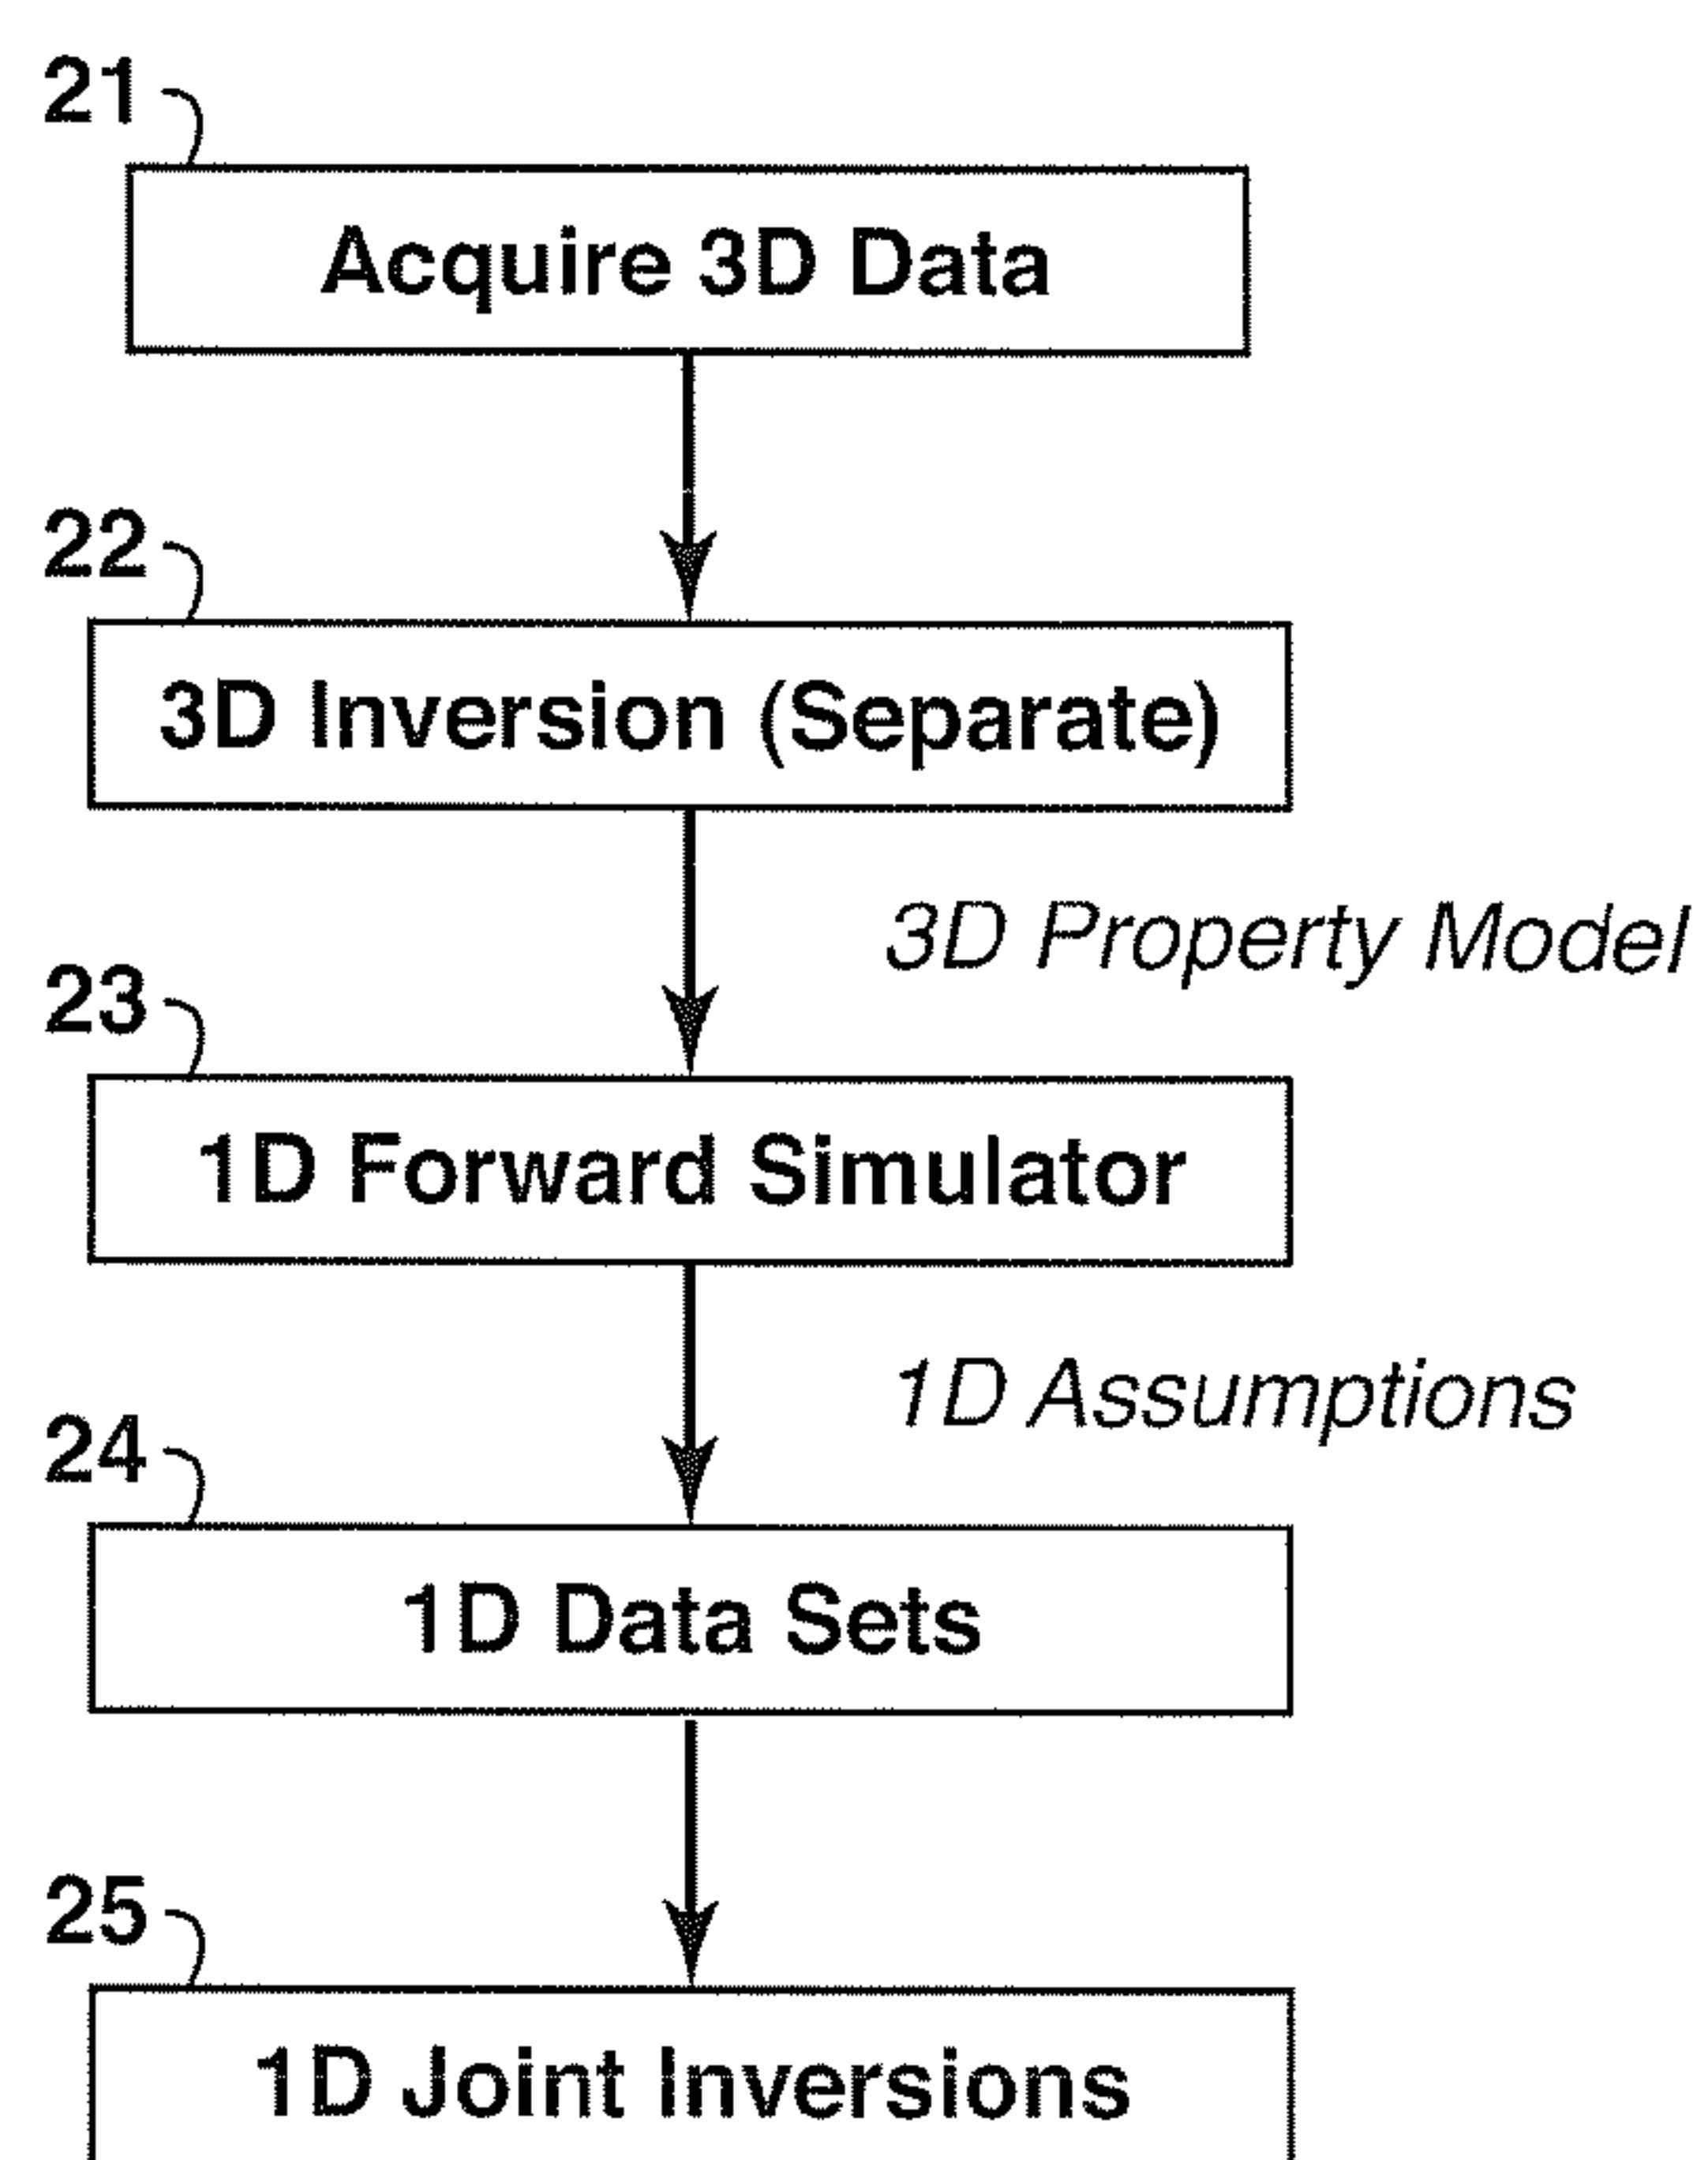 21
Acquire 3D Data
22
3D Inversion (Separate)
3D Property Model
23
1D Forward Simulator
1D Assumptions
24
1D Data Sets
25
1D Joint Inversions